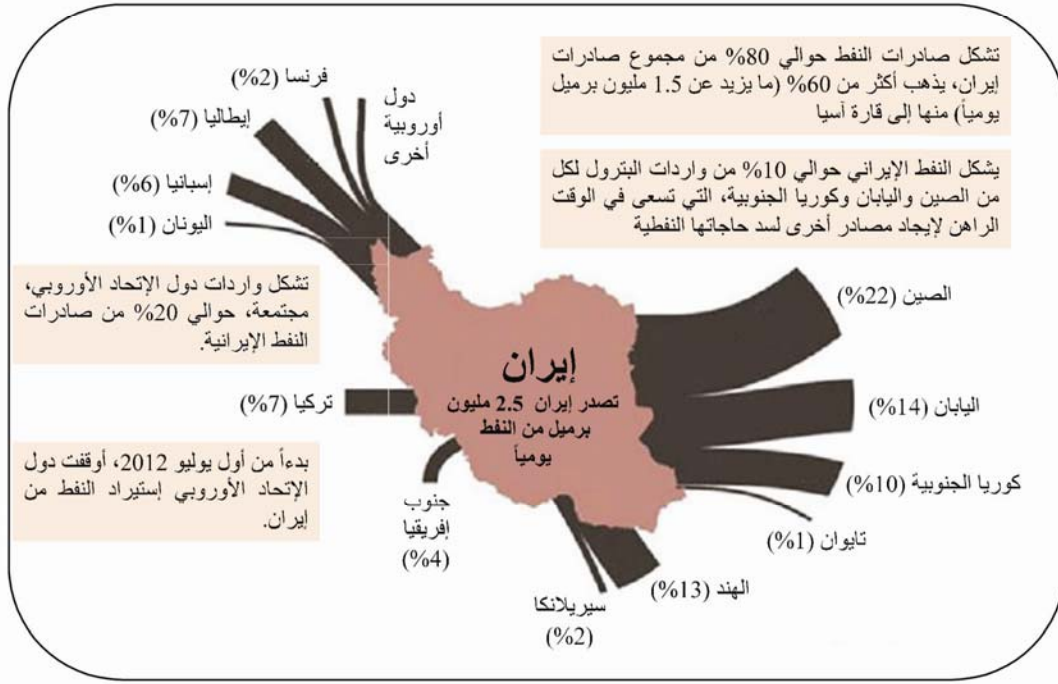 تشكل صادرات النفط حوالي 80% من مجموع صادرات
إيران، يذهب أكثر من 60% (ما يزيد عن 1.5 مليون برميل
يومياً) منها إلى قارة آسيا
يشكل النفط الإيراني حوالي 10% من واردات البترول لكل
من الصين واليابان وكوريا الجنوبية، التي تسعى في الوقت
الراهن لإيجاد مصادر أخرى لسد حاجاتها النفطية
دول
أوروبية
أخرى
فرنسا (2%)
إيطاليا (7%)
إسبانيا (6%)
اليونان (1%)
تشكل واردات دول الإتحاد الأوروبي،
مجتمعة، حوالي 20% من صادرات
النفط الإيرانية.
الصين (22%)
إيران
تصدر إيران 2.5 مليون
برميل من النفط
يومياً
اليابان (14%)
تركيا (7%)
كوريا الجنوبية (10%)
تايوان (1%)
بدءاً من أول يوليو 2012، أوقفت دول
الإتحاد الأوروبي إستيراد النفط من
إيران.
جنوب
إفريقيا
(4%)
الهند (13%)
سيريلانكا
(2%)